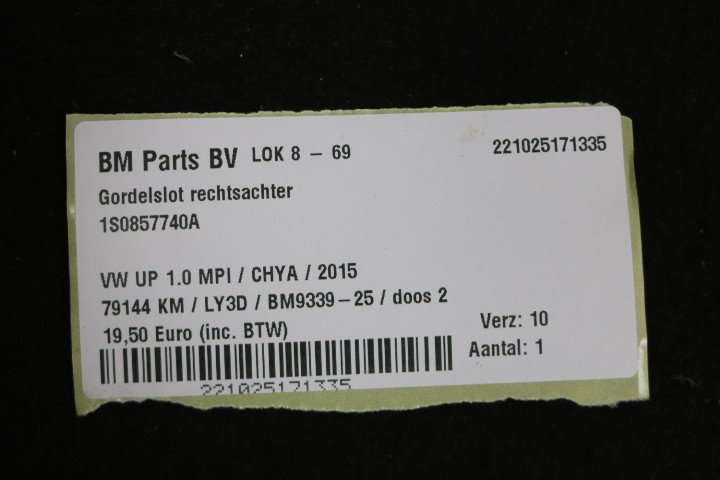 BM Parts BV LOK 8 – 69 221025171335
Gordelslot rechtsachter
1S0857740A
VW UP 1.0 MPI / CHYA / 2015
79144 KM / LY3D / BM9339-25 / doos 2
19,50 Euro (inc. BTW) Verz: 10
Aantal: 1
221025171335